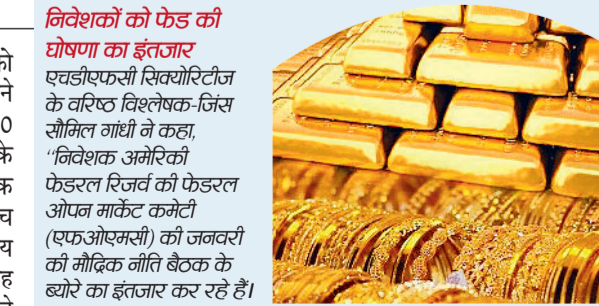 निवेशकों को फेड की
घोषणा का इंतजार
एचडीएफसी सिक्योरिटीज
के वरिष्ठ विश्लेषक-जिंस
सौमिल गांधी ने कहा,
“निवेशक अमेरिकी
फेडरल रिजर्व की फेडरल
ओपन मार्केट कमेटी
(एफओएमसी) की जनवरी
की मौद्रिक नीति बैठक के
ब्योरे का इंतजार कर रहे हैं।